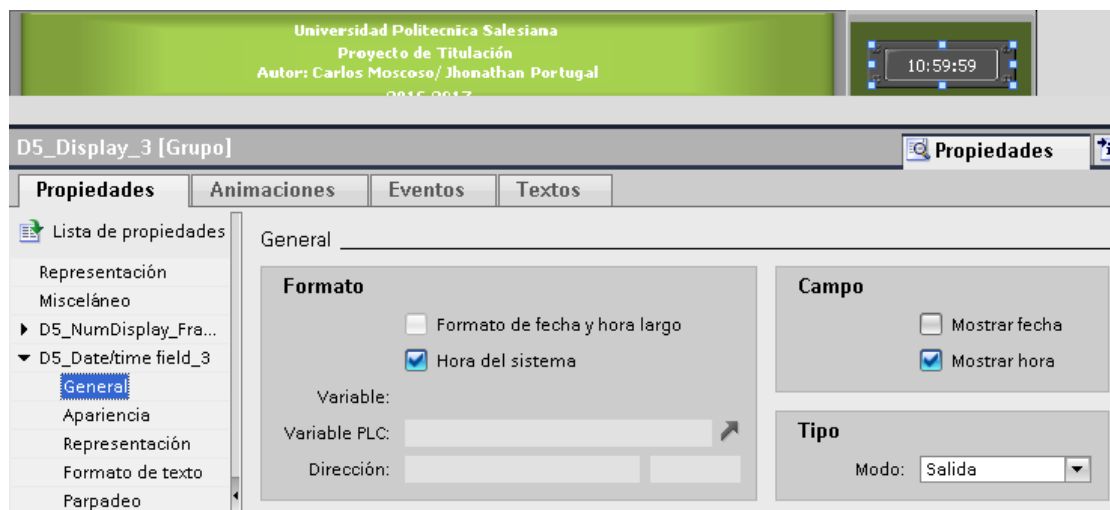 Universidad Politecnica Salesiana
Proyecto de Titulación
Autor: Carlos Moscoso/ Jhonathan Portugal
2016-2017
10:59:59
D5_Display_3 [Grupo]
Propiedades
Propiedades
Animaciones
Eventos
Textos
Lista de propiedades
Representación
Misceláneo
D5_NumDisplay_Fra...
D5_Date/time field_3
General
Apariencia
Representación
Formato de texto
Parpadeo
General
Formato
Formato de fecha y hora largo
Hora del sistema
Variable:
Variable PLC:
Dirección:
Campo
Mostrar fecha
Mostrar hora
Tipo
Modo: Salida